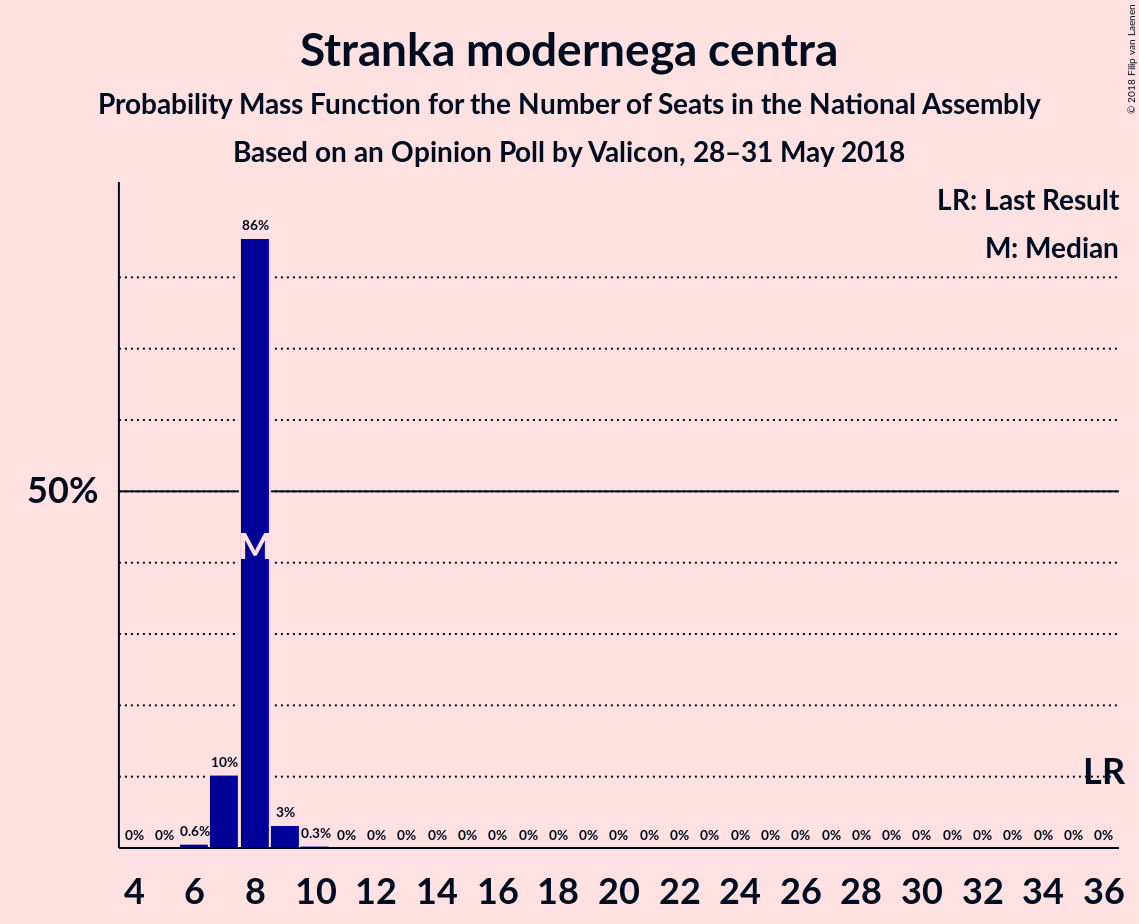 Stranka modernega centra
Probability Mass Function for the Number of Seats in the National Assembly
Based on an Opinion Poll by Valicon, 28–31 May 2018
© 2018 Filip van Laenen
LR: Last Result
M: Median
86%
50%
M
LR
10%
3%
0% 0% 0.6% 0.3% 0% 0% 0% 0% 0% 0% 0% 0% 0% 0% 0% 0% 0% 0% 0% 0% 0% 0% 0% 0% 0% 0% 0% 0% 0% 0%
4 6 8 10 12 14 16 18 20 22 24 26 28 30 32 34 36